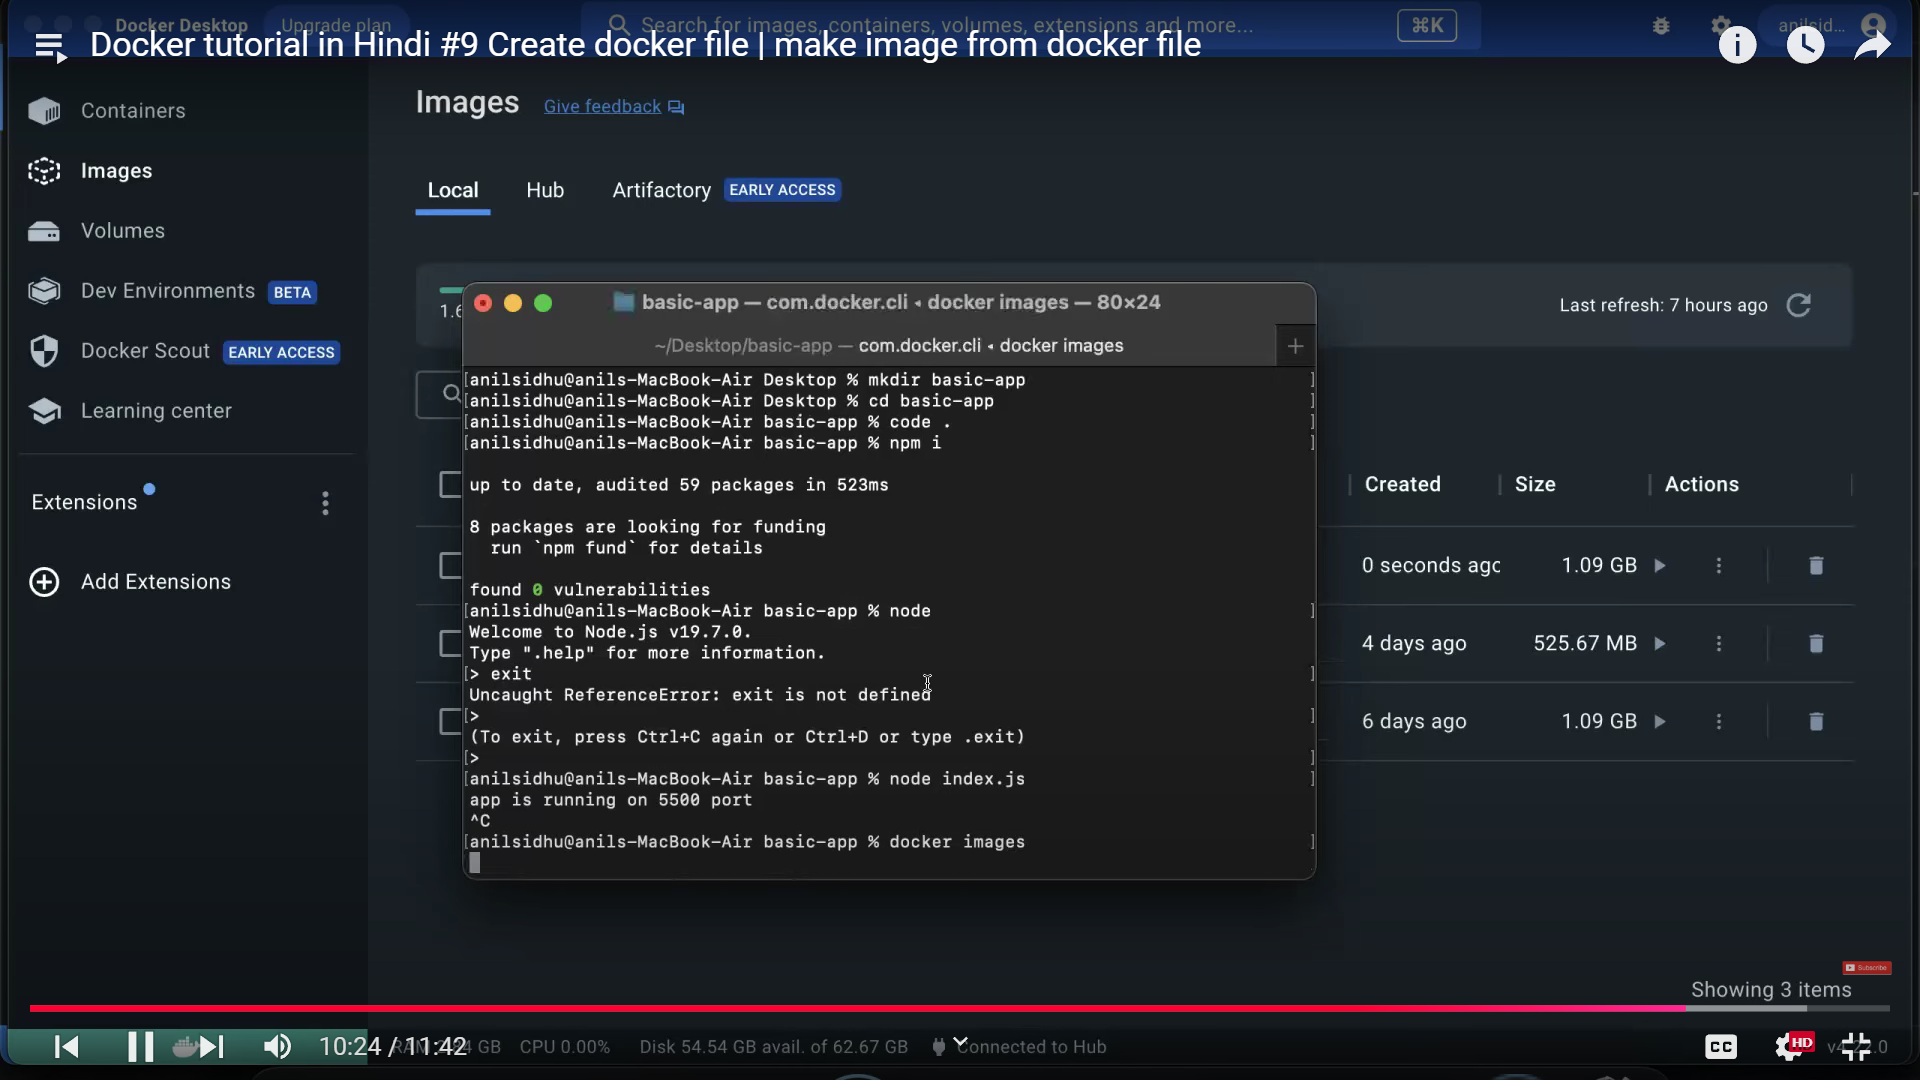 Docker Desktop
Upgrade plan
Search for images, containers, volumes, extensions and more...
⌘K
anilsid...
Docker tutorial in Hindi #9 Create docker file | make image from docker file
Containers
Images
Volumes
Dev Environments BETA
Docker Scout EARLY ACCESS
Learning center
Extensions
Add Extensions
Images
Give feedback
Local
Hub
Artifactory EARLY ACCESS
Last refresh: 7 hours ago
basic-app — com.docker.cli ◂ docker images — 80×24
~/Desktop/basic-app — com.docker.cli ◂ docker images
[anilsidhu@anils-MacBook-Air Desktop % mkdir basic-app ]
[anilsidhu@anils-MacBook-Air Desktop % cd basic-app ]
[anilsidhu@anils-MacBook-Air basic-app % code . ]
[anilsidhu@anils-MacBook-Air basic-app % npm i ]
up to date, audited 59 packages in 523ms
8 packages are looking for funding
run `npm fund` for details
found 0 vulnerabilities
[anilsidhu@anils-MacBook-Air basic-app % node ]
Welcome to Node.js v19.7.0.
Type ".help" for more information.
[> exit ]
Uncaught ReferenceError: exit is not defined
[> ]
(To exit, press Ctrl+C again or Ctrl+D or type .exit)
[> ]
[anilsidhu@anils-MacBook-Air basic-app % node index.js ]
app is running on 5500 port
^C
[anilsidhu@anils-MacBook-Air basic-app % docker images ]
Created
Size
Actions
0 seconds ago
1.09 GB
4 days ago
525.67 MB
6 days ago
1.09 GB
Subscribe
Showing 3 items
10:24 / 11:42
GB
CPU 0.00%
Disk 54.54 GB avail. of 62.67 GB
Connected to Hub
CC
HD